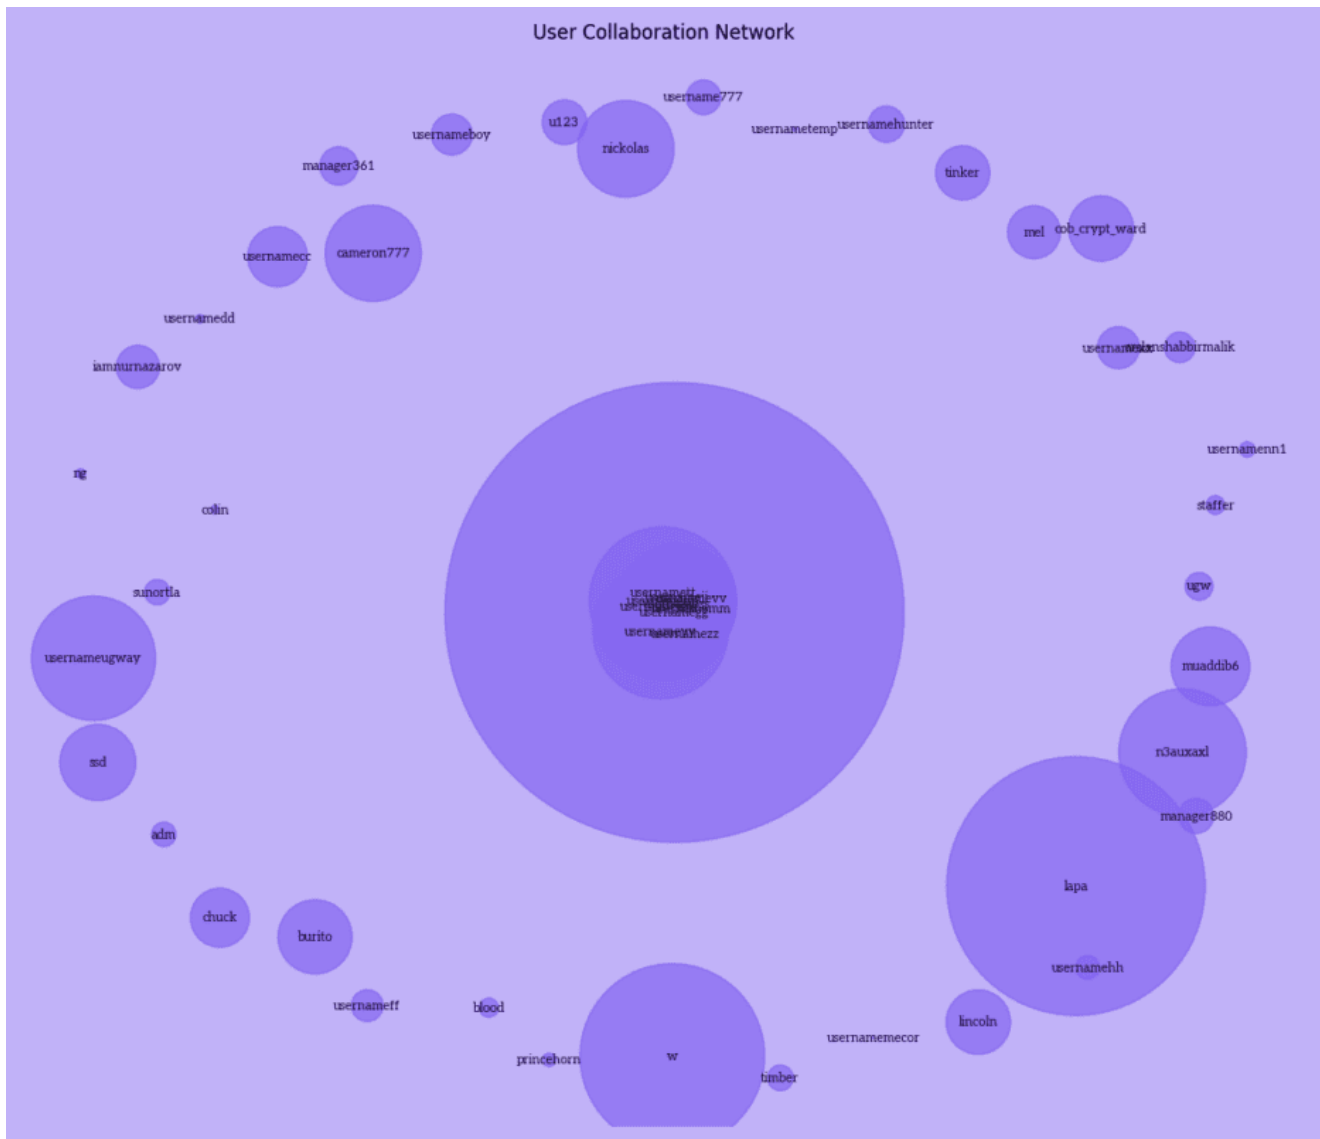 User Collaboration Network
username777
u123
usernametemp
usernamehunter
usernameboy
nickolas
manager361
tinker
mel
cob_crypt_ward
usernamecc
cameron777
usernamedd
iamnurnazarov
usernamenn1
ng
staffer
colin
ugw
sunortla
usernamezz
usernameugway
muaddib6
n3auxaxl
ssd
manager880
adm
lapa
chuck
burito
usernamehh
usernameff
blood
lincoln
usernamemecor
w
princehorn
timber